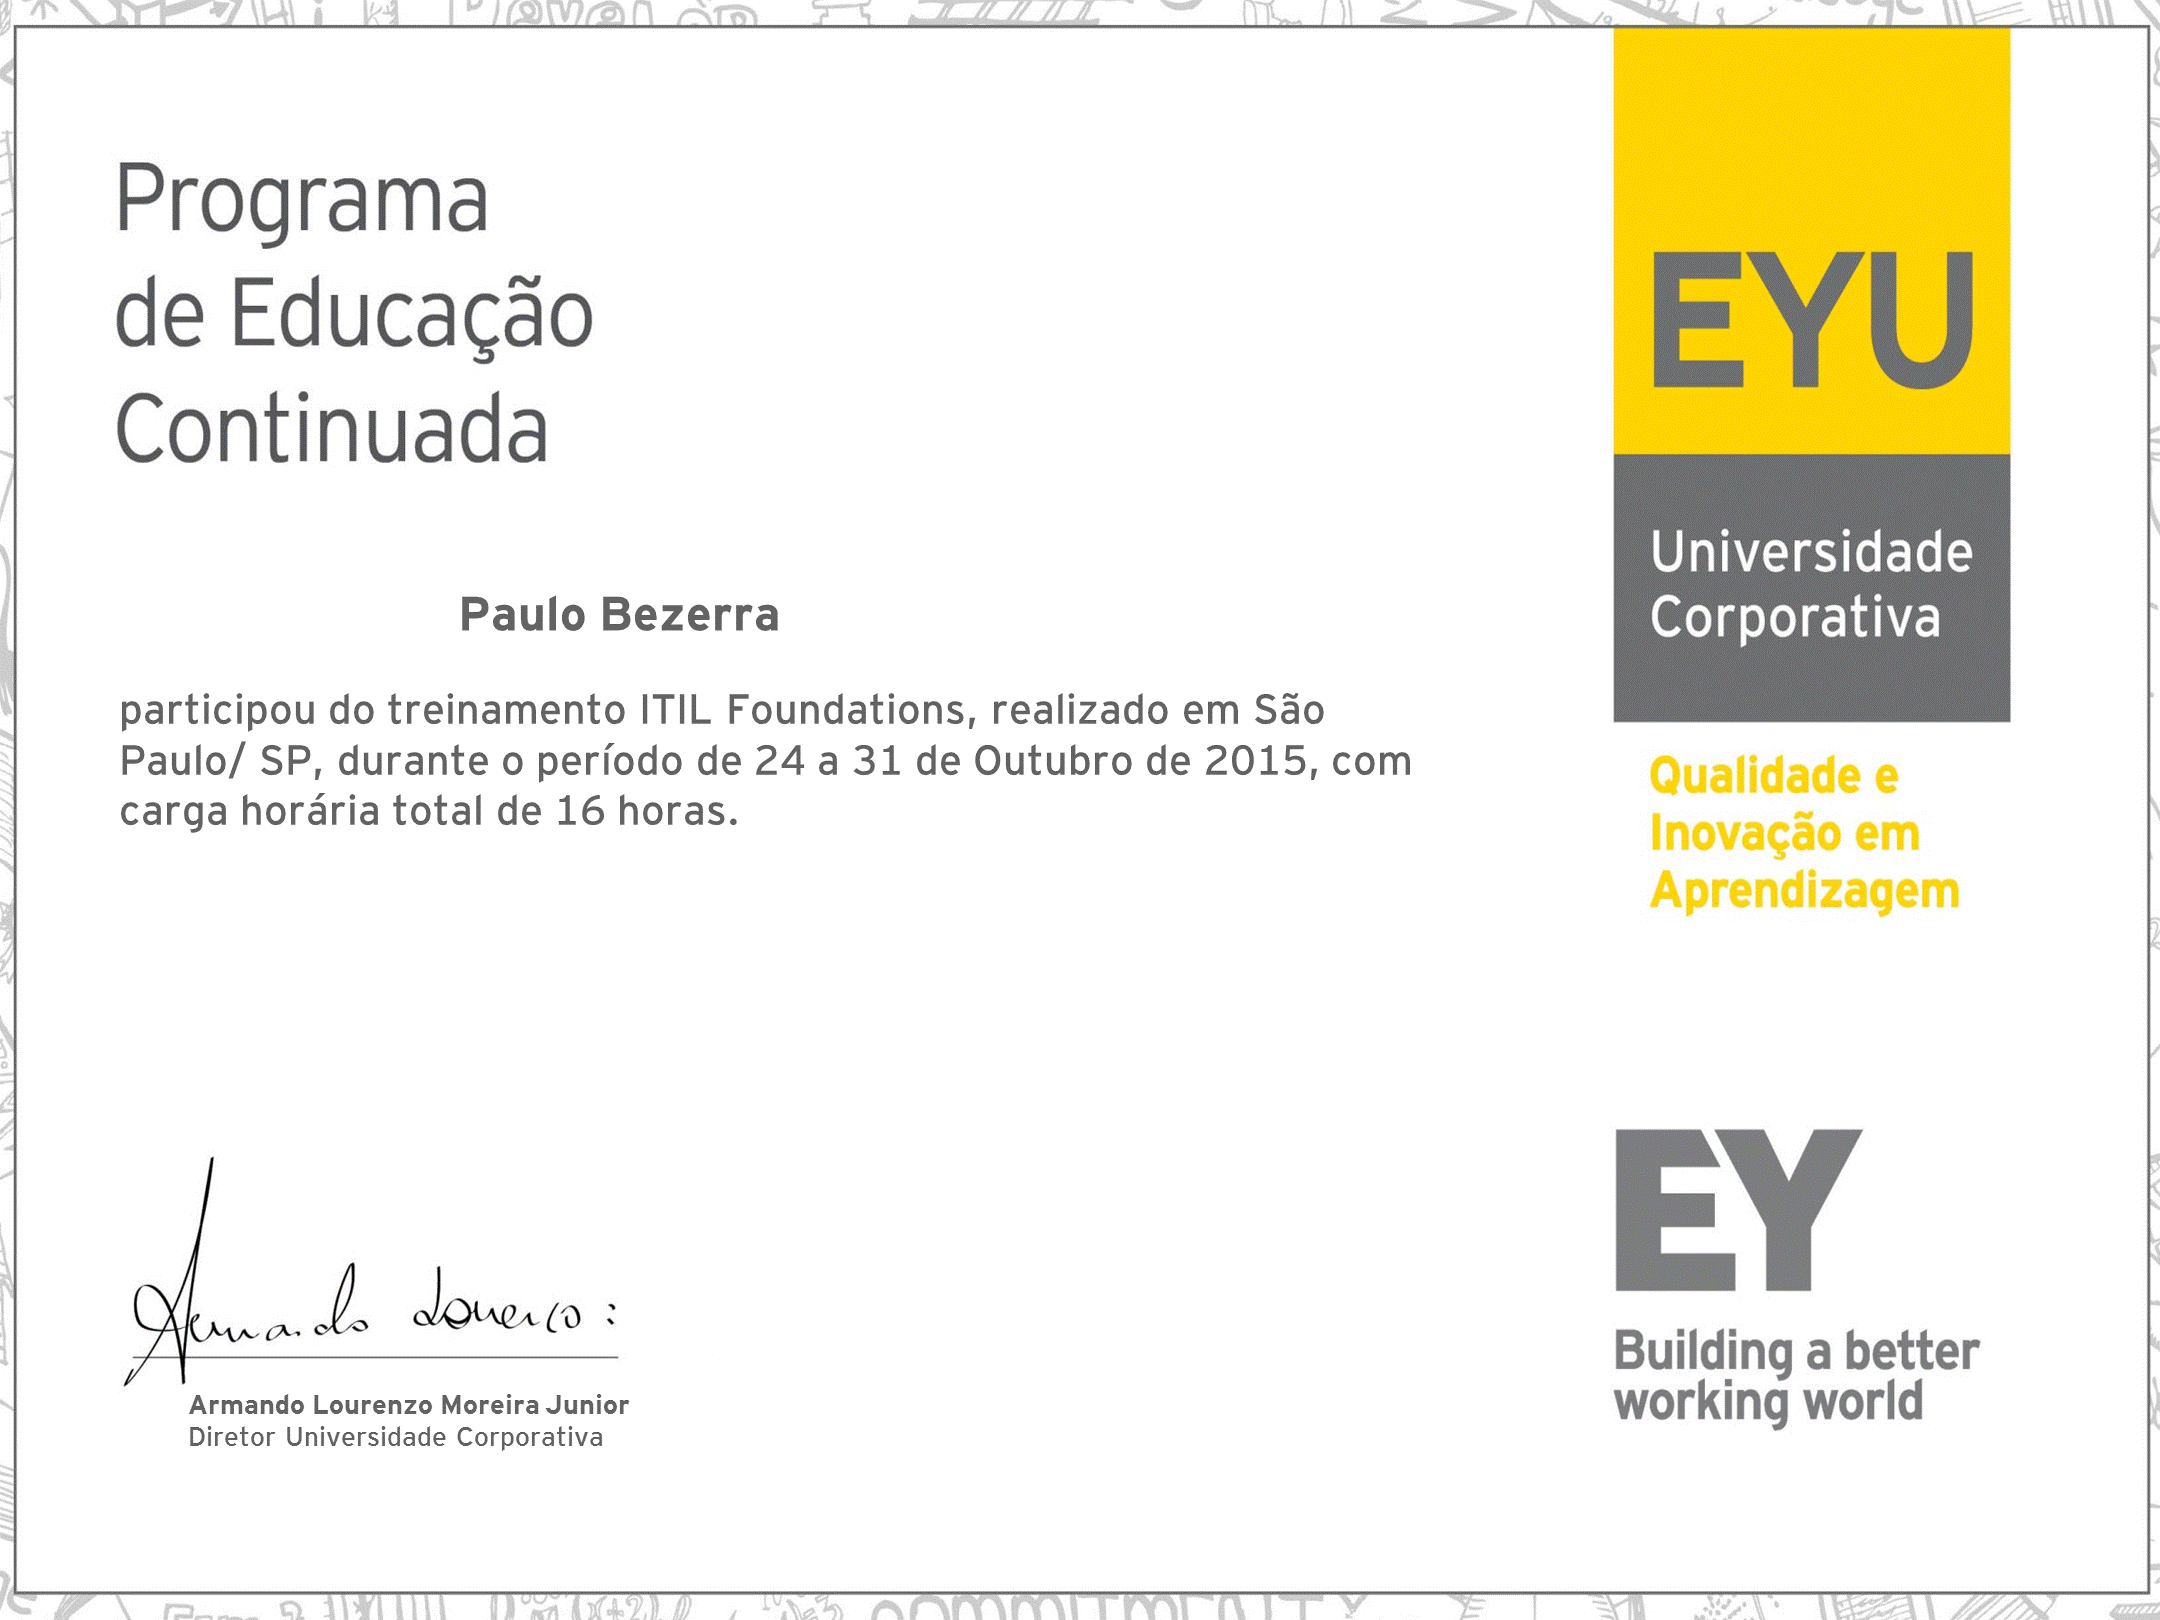 Programa
de Educação
Continuada
Paulo Bezerra
participou do treinamento ITIL Foundations, realizado em São
Paulo/ SP, durante o período de 24 a 31 de Outubro de 2015, com
carga horária total de 16 horas.
Armando Lourenzo Moreira Junior
Diretor Universidade Corporativa
EYU
Universidade
Corporativa
Qualidade e
Inovação em
Aprendizagem
EY
Building a better
working world